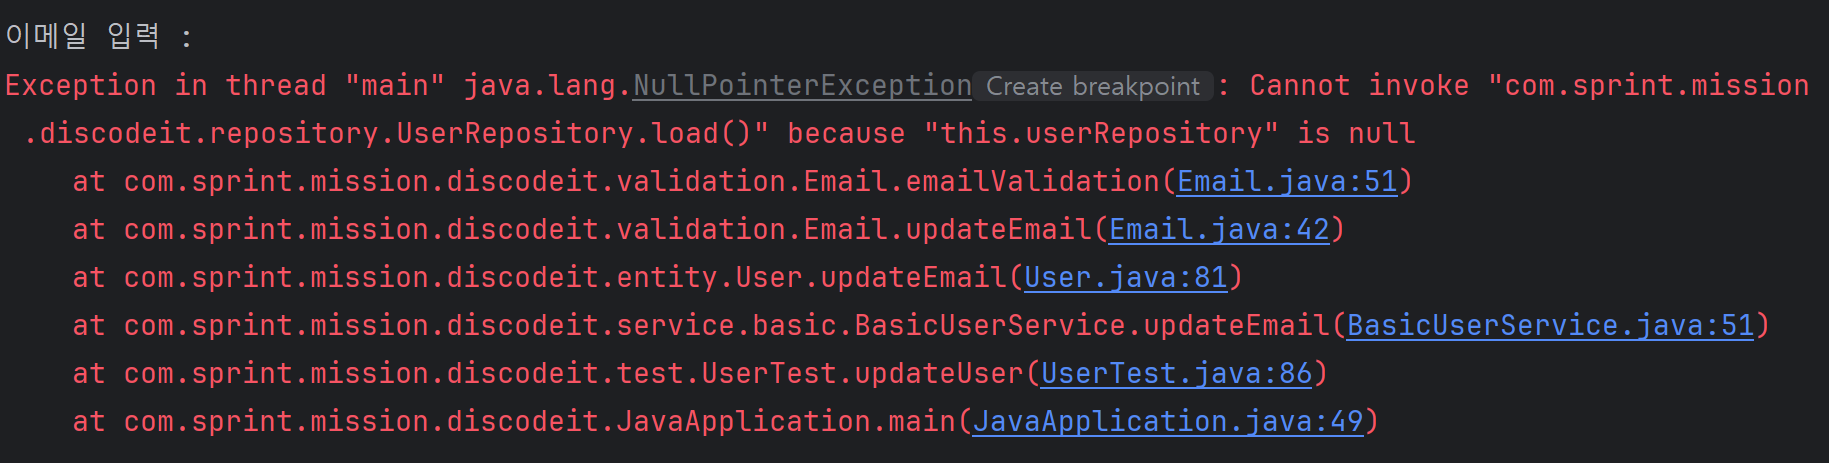 이메일 입력 :
Exception in thread "main" java.lang.NullPointerException Create breakpoint : Cannot invoke "com.sprint.mission
.discodeit.repository.UserRepository.load()" because "this.userRepository" is null
at com.sprint.mission.discodeit.validation.Email.emailValidation(Email.java:51)
at com.sprint.mission.discodeit.validation.Email.updateEmail(Email.java:42)
at com.sprint.mission.discodeit.entity.User.updateEmail(User.java:81)
at com.sprint.mission.discodeit.service.basic.BasicUserService.updateEmail(BasicUserService.java:51)
at com.sprint.mission.discodeit.test.UserTest.updateUser(UserTest.java:86)
at com.sprint.mission.discodeit.JavaApplication.main(JavaApplication.java:49)